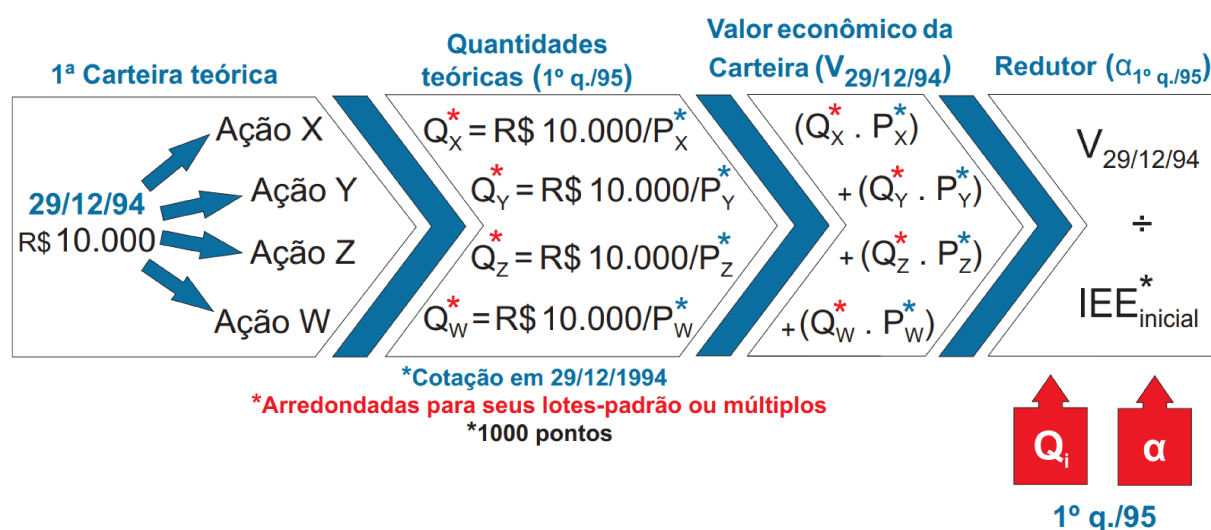 1ª Carteira teórica
29/12/94
R$ 10.000
Ação X
Ação Y
Ação Z
Ação W
Quantidades
teóricas (1º q./95)
Q*X = R$ 10.000/P*X
Q*Y = R$ 10.000/P*Y
Q*Z = R$ 10.000/P*Z
Q*W = R$ 10.000/P*W
Valor econômico da
Carteira (V29/12/94)
(Q*X . P*X)
+ (Q*Y . P*Y)
+ (Q*Z . P*Z)
+ (Q*W . P*W)
Redutor (α1º q./95)
V29/12/94
÷
IEE*inicial
*Cotação em 29/12/1994
*Arredondadas para seus lotes-padrão ou múltiplos
*1000 pontos
Qi
α
1º q./95